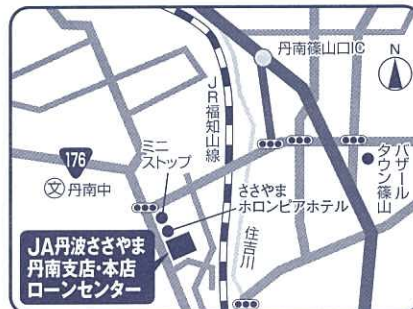 丹南篠山口IC
N
JR福知山線
ミニ
ストップ
176
文 丹南中
ささやま
ホロンピアホテル
バザール
タウン篠山
住吉川
JA丹波ささやま
丹南支店・本店
ローンセンター